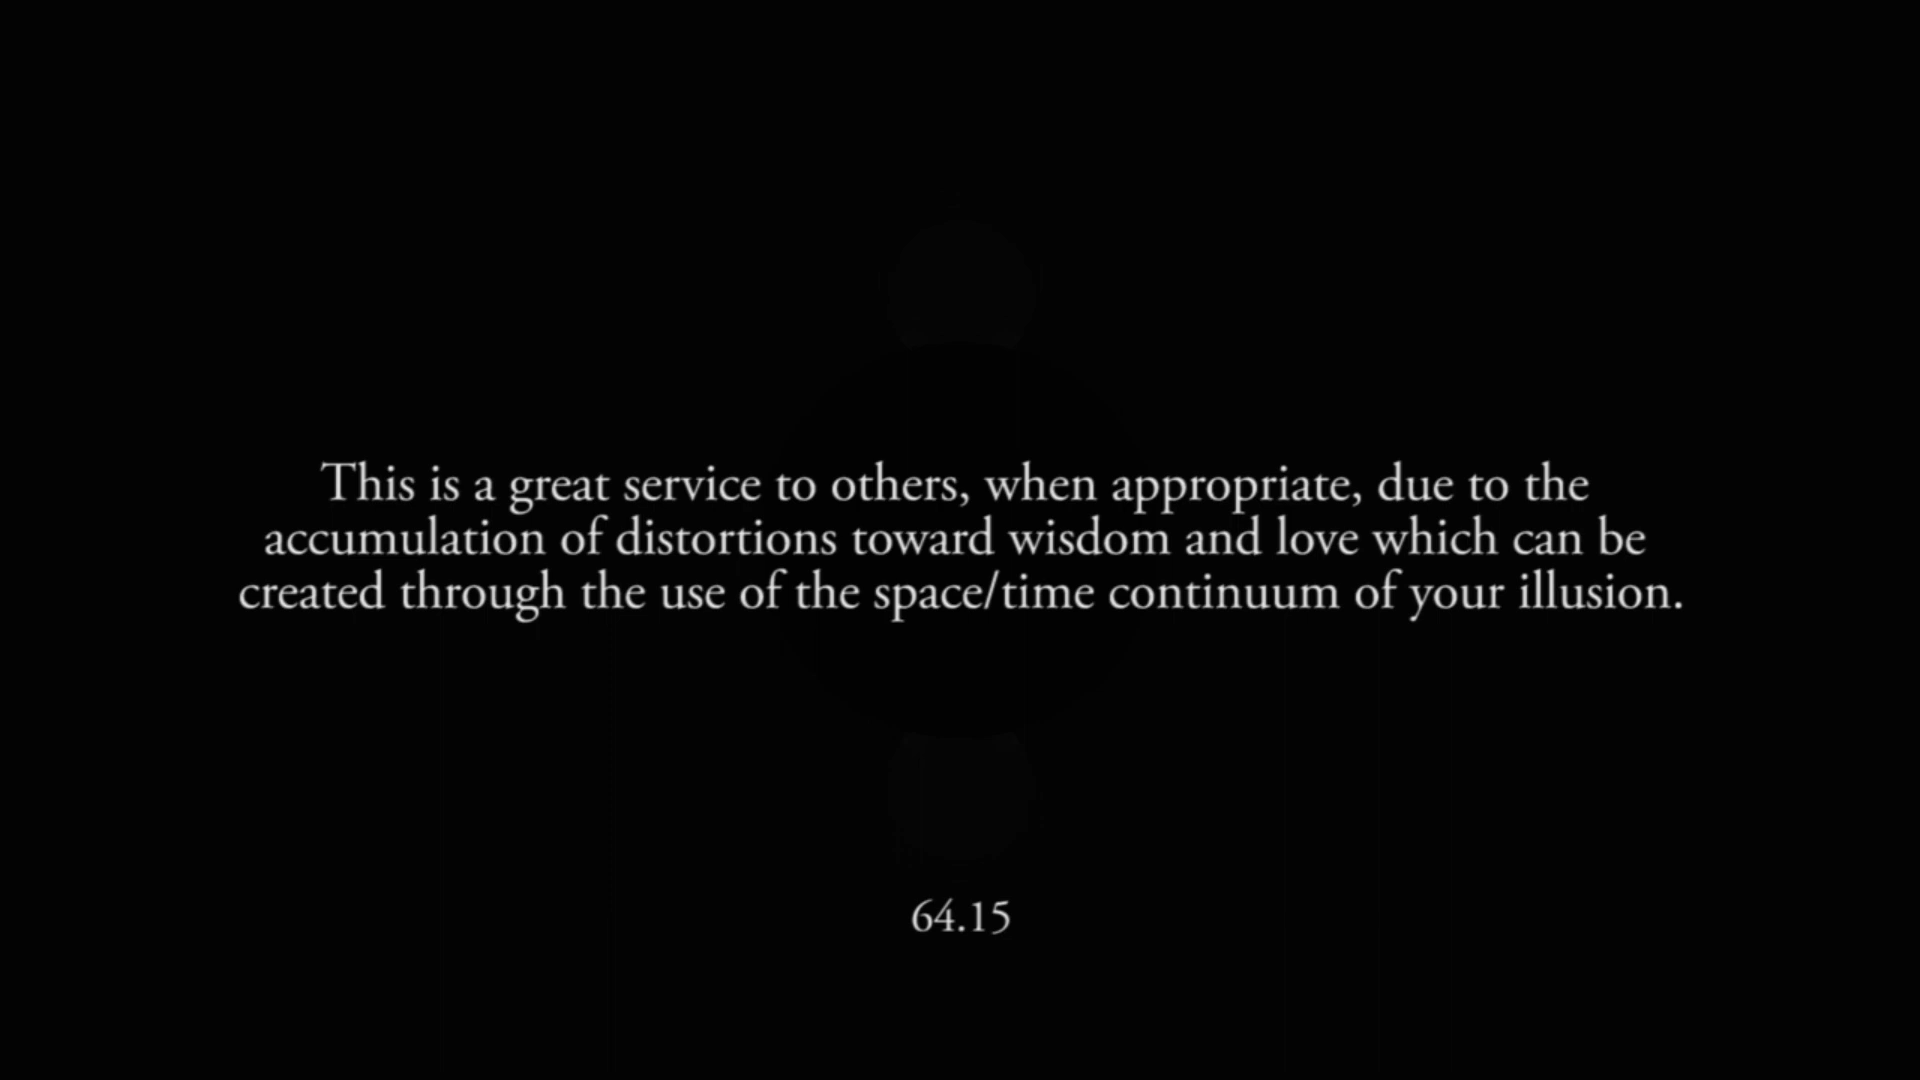 This is a great service to others, when appropriate, due to the
accumulation of distortions toward wisdom and love which can be
created through the use of the space/time continuum of your illusion.
64.15